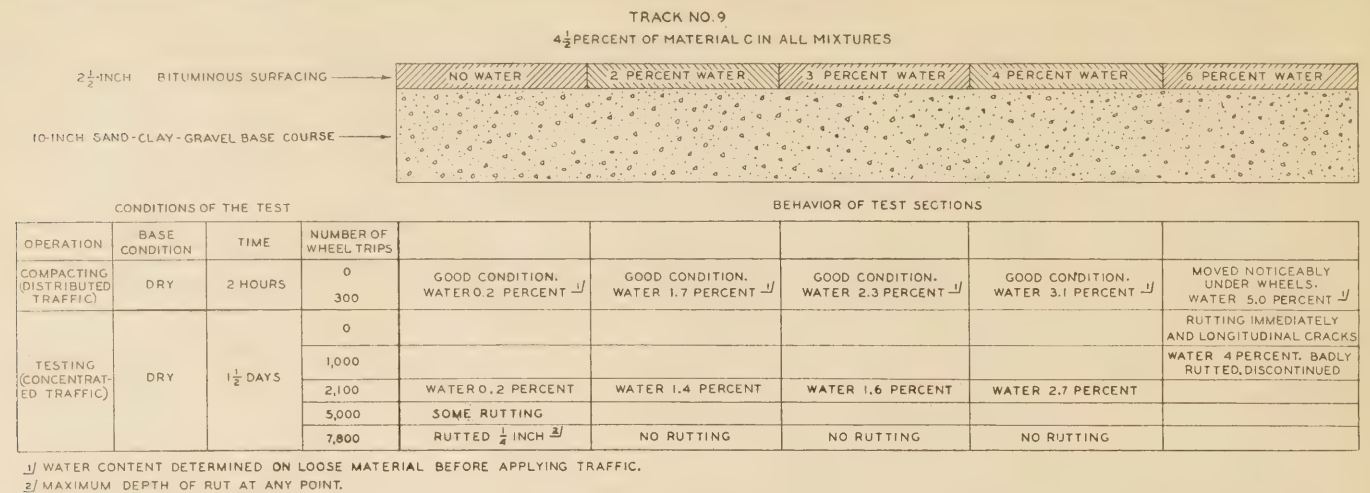 TRACK NO. 9
4 1/2 PERCENT OF MATERIAL C IN ALL MIXTURES
2 1/2-INCH BITUMINOUS SURFACING
NO WATER
2 PERCENT WATER
3 PERCENT WATER
4 PERCENT WATER
6 PERCENT WATER
10-INCH SAND-CLAY-GRAVEL BASE COURSE
CONDITIONS OF THE TEST
BEHAVIOR OF TEST SECTIONS
OPERATION
BASE
CONDITION
TIME
NUMBER OF
WHEEL TRIPS
COMPACTING
(DISTRIBUTED
TRAFFIC)
DRY
2 HOURS
0
300
GOOD CONDITION.
WATER 0.2 PERCENT 1/
GOOD CONDITION.
WATER 1.7 PERCENT 1/
GOOD CONDITION.
WATER 2.3 PERCENT 1/
GOOD CONDITION.
WATER 3.1 PERCENT 1/
MOVED NOTICEABLY
UNDER WHEELS.
WATER 5.0 PERCENT 1/
TESTING
(CONCENTRAT-
ED TRAFFIC)
DRY
1 1/2 DAYS
0
RUTTING IMMEDIATELY
AND LONGITUDINAL CRACKS
1,000
WATER 4 PERCENT. BADLY
RUTTED. DISCONTINUED
2,100
WATER 0.2 PERCENT
WATER 1.4 PERCENT
WATER 1.6 PERCENT
WATER 2.7 PERCENT
5,000
SOME RUTTING
7,800
RUTTED 1/4 INCH 2/
NO RUTTING
NO RUTTING
NO RUTTING
1/ WATER CONTENT DETERMINED ON LOOSE MATERIAL BEFORE APPLYING TRAFFIC.
2/ MAXIMUM DEPTH OF RUT AT ANY POINT.